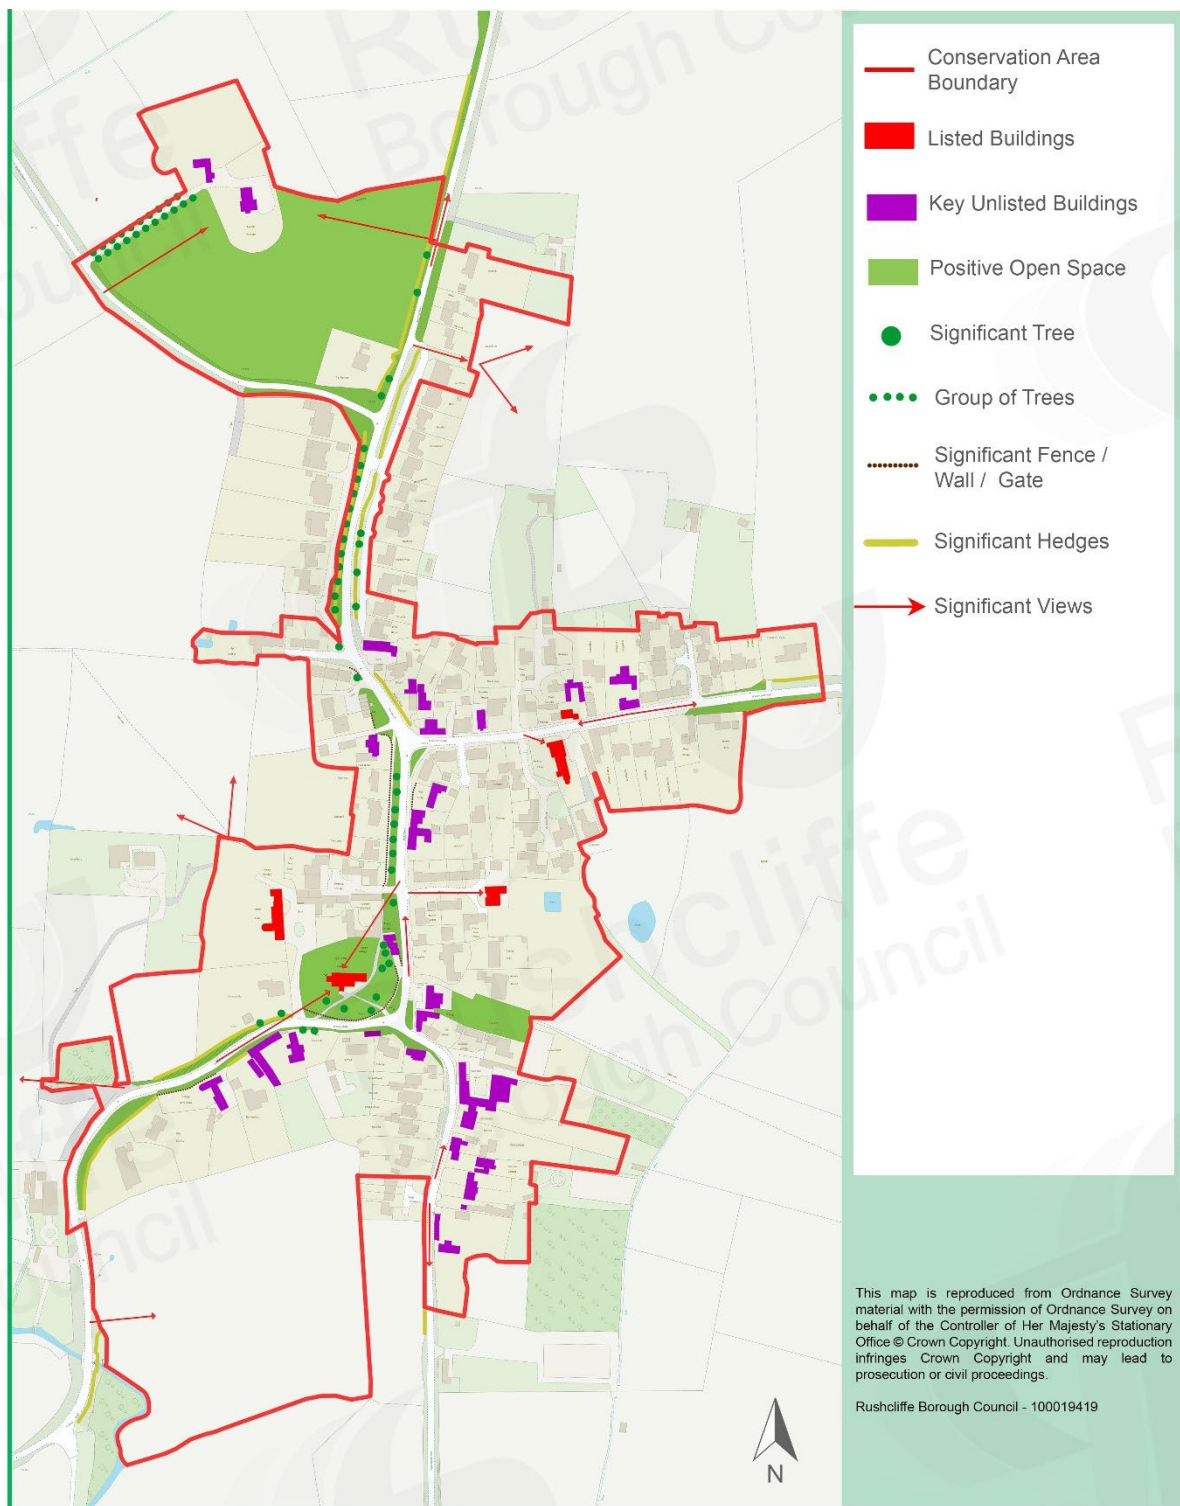 Conservation Area
Boundary
Listed Buildings
Key Unlisted Buildings
Positive Open Space
Significant Tree
Group of Trees
Significant Fence /
Wall / Gate
Significant Hedges
Significant Views
This map is reproduced from Ordnance Survey
material with the permission of Ordnance Survey on
behalf of the Controller of Her Majesty's Stationary
Office © Crown Copyright. Unauthorised reproduction
infringes Crown Copyright and may lead to
prosecution or civil proceedings.
Rushcliffe Borough Council - 100019419
N